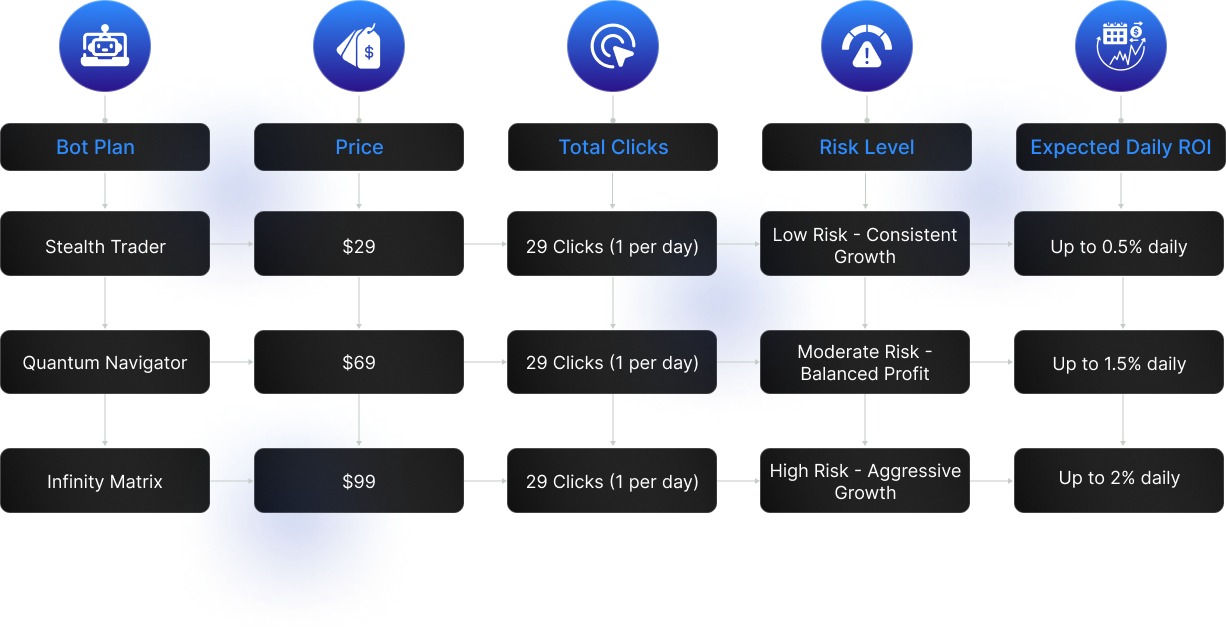 Bot Plan
Price
Total Clicks
Risk Level
Expected Daily ROI
Stealth Trader
$29
29 Clicks (1 per day)
Low Risk - Consistent
Growth
Up to 0.5% daily
Quantum Navigator
$69
29 Clicks (1 per day)
Moderate Risk -
Balanced Profit
Up to 1.5% daily
Infinity Matrix
$99
29 Clicks (1 per day)
High Risk - Aggressive
Growth
Up to 2% daily